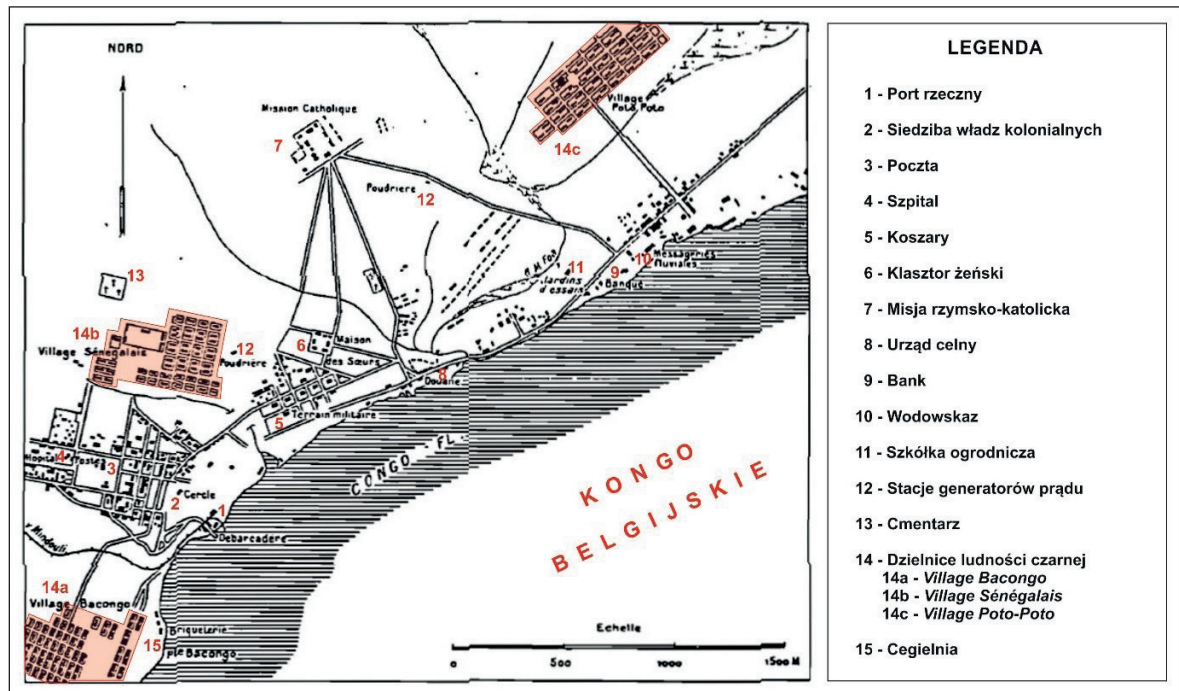 NORD
Mission Catholique
7
Village
Poto Poto
14c
Poudrière
12
13
R. M'Foa
11
Jardins
d'essais
10
Messageries
fluviales
9
Banque
14b
Village Sénégalais
12
Poudrière
6
Maison
des Sœurs
8
Douane
5
Terrain militaire
4
Hôpital
Poste
3
2
Cercle
1
Débarcadère
CONGO - FL.
KONGO
BELGIJSKIE
r. Mindouli
14a
Village Bacongo
15
Briqueterie
Pte Bacongo
Echelle
0 500 1000 1500 M
LEGENDA
1 - Port rzeczny
2 - Siedziba władz kolonialnych
3 - Poczta
4 - Szpital
5 - Koszary
6 - Klasztor żeński
7 - Misja rzymsko-katolicka
8 - Urząd celny
9 - Bank
10 - Wodowskaz
11 - Szkółka ogrodnicza
12 - Stacje generatorów prądu
13 - Cmentarz
14 - Dzielnice ludności czarnej
14a - Village Bacongo
14b - Village Sénégalais
14c - Village Poto-Poto
15 - Cegielnia